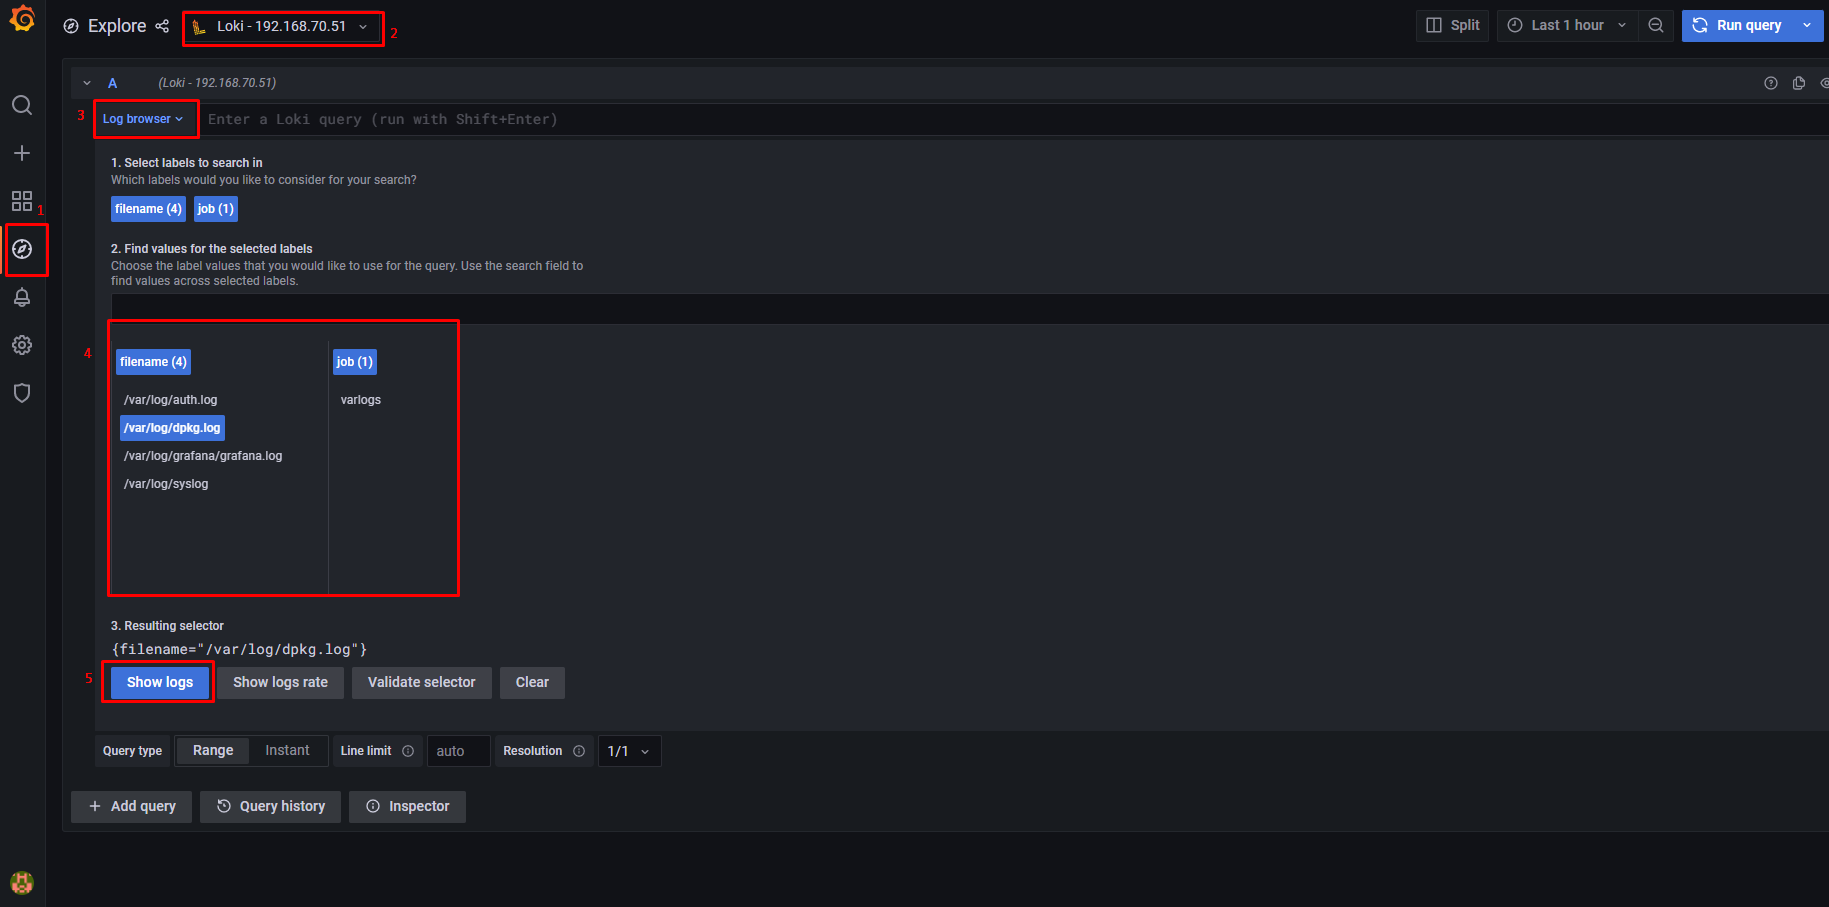 Explore
Loki - 192.168.70.51
2
Split
Last 1 hour
Run query
A
(Loki - 192.168.70.51)
3
Log browser
Enter a Loki query (run with Shift+Enter)
1. Select labels to search in
Which labels would you like to consider for your search?
filename (4) job (1)
1
2. Find values for the selected labels
Choose the label values that you would like to use for the query. Use the search field to
find values across selected labels.
4
filename (4)
job (1)
/var/log/auth.log
varlogs
/var/log/dpkg.log
/var/log/grafana/grafana.log
/var/log/syslog
3. Resulting selector
{filename="/var/log/dpkg.log"}
5
Show logs
Show logs rate
Validate selector
Clear
Query type
Range
Instant
Line limit
auto
Resolution
1/1
Add query
Query history
Inspector